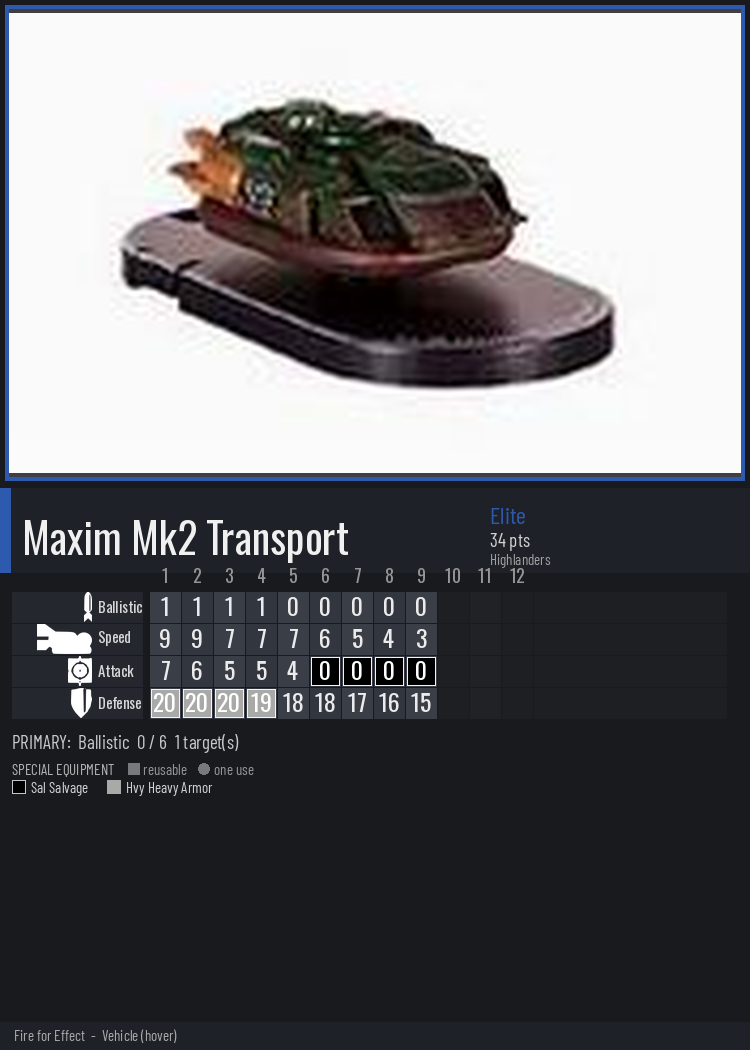 Maxim Mk2 Transport
Elite
34 pts
Highlanders
1 2 3 4 5 6 7 8 9 10 11 12
Ballistic 1 1 1 1 0 0 0 0 0
Speed 9 9 7 7 7 6 5 4 3
Attack 7 6 5 5 4 0 0 0 0
Defense 20 20 20 19 18 18 17 16 15
PRIMARY: Ballistic 0 / 6 1 target(s)
SPECIAL EQUIPMENT reusable one use
Sal Salvage Hvy Heavy Armor
Fire for Effect - Vehicle (hover)